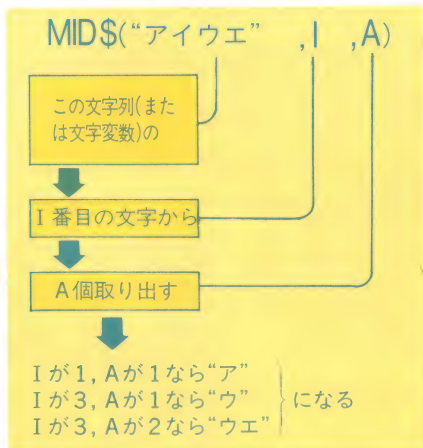 MID$(“アイウエ” ,I ,A)
この文字列(また
は文字変数)の
I番目の文字から
A個取り出す
Iが1, Aが1なら“ア”
Iが3, Aが1なら“ウ” になる
Iが3, Aが2なら“ウエ”